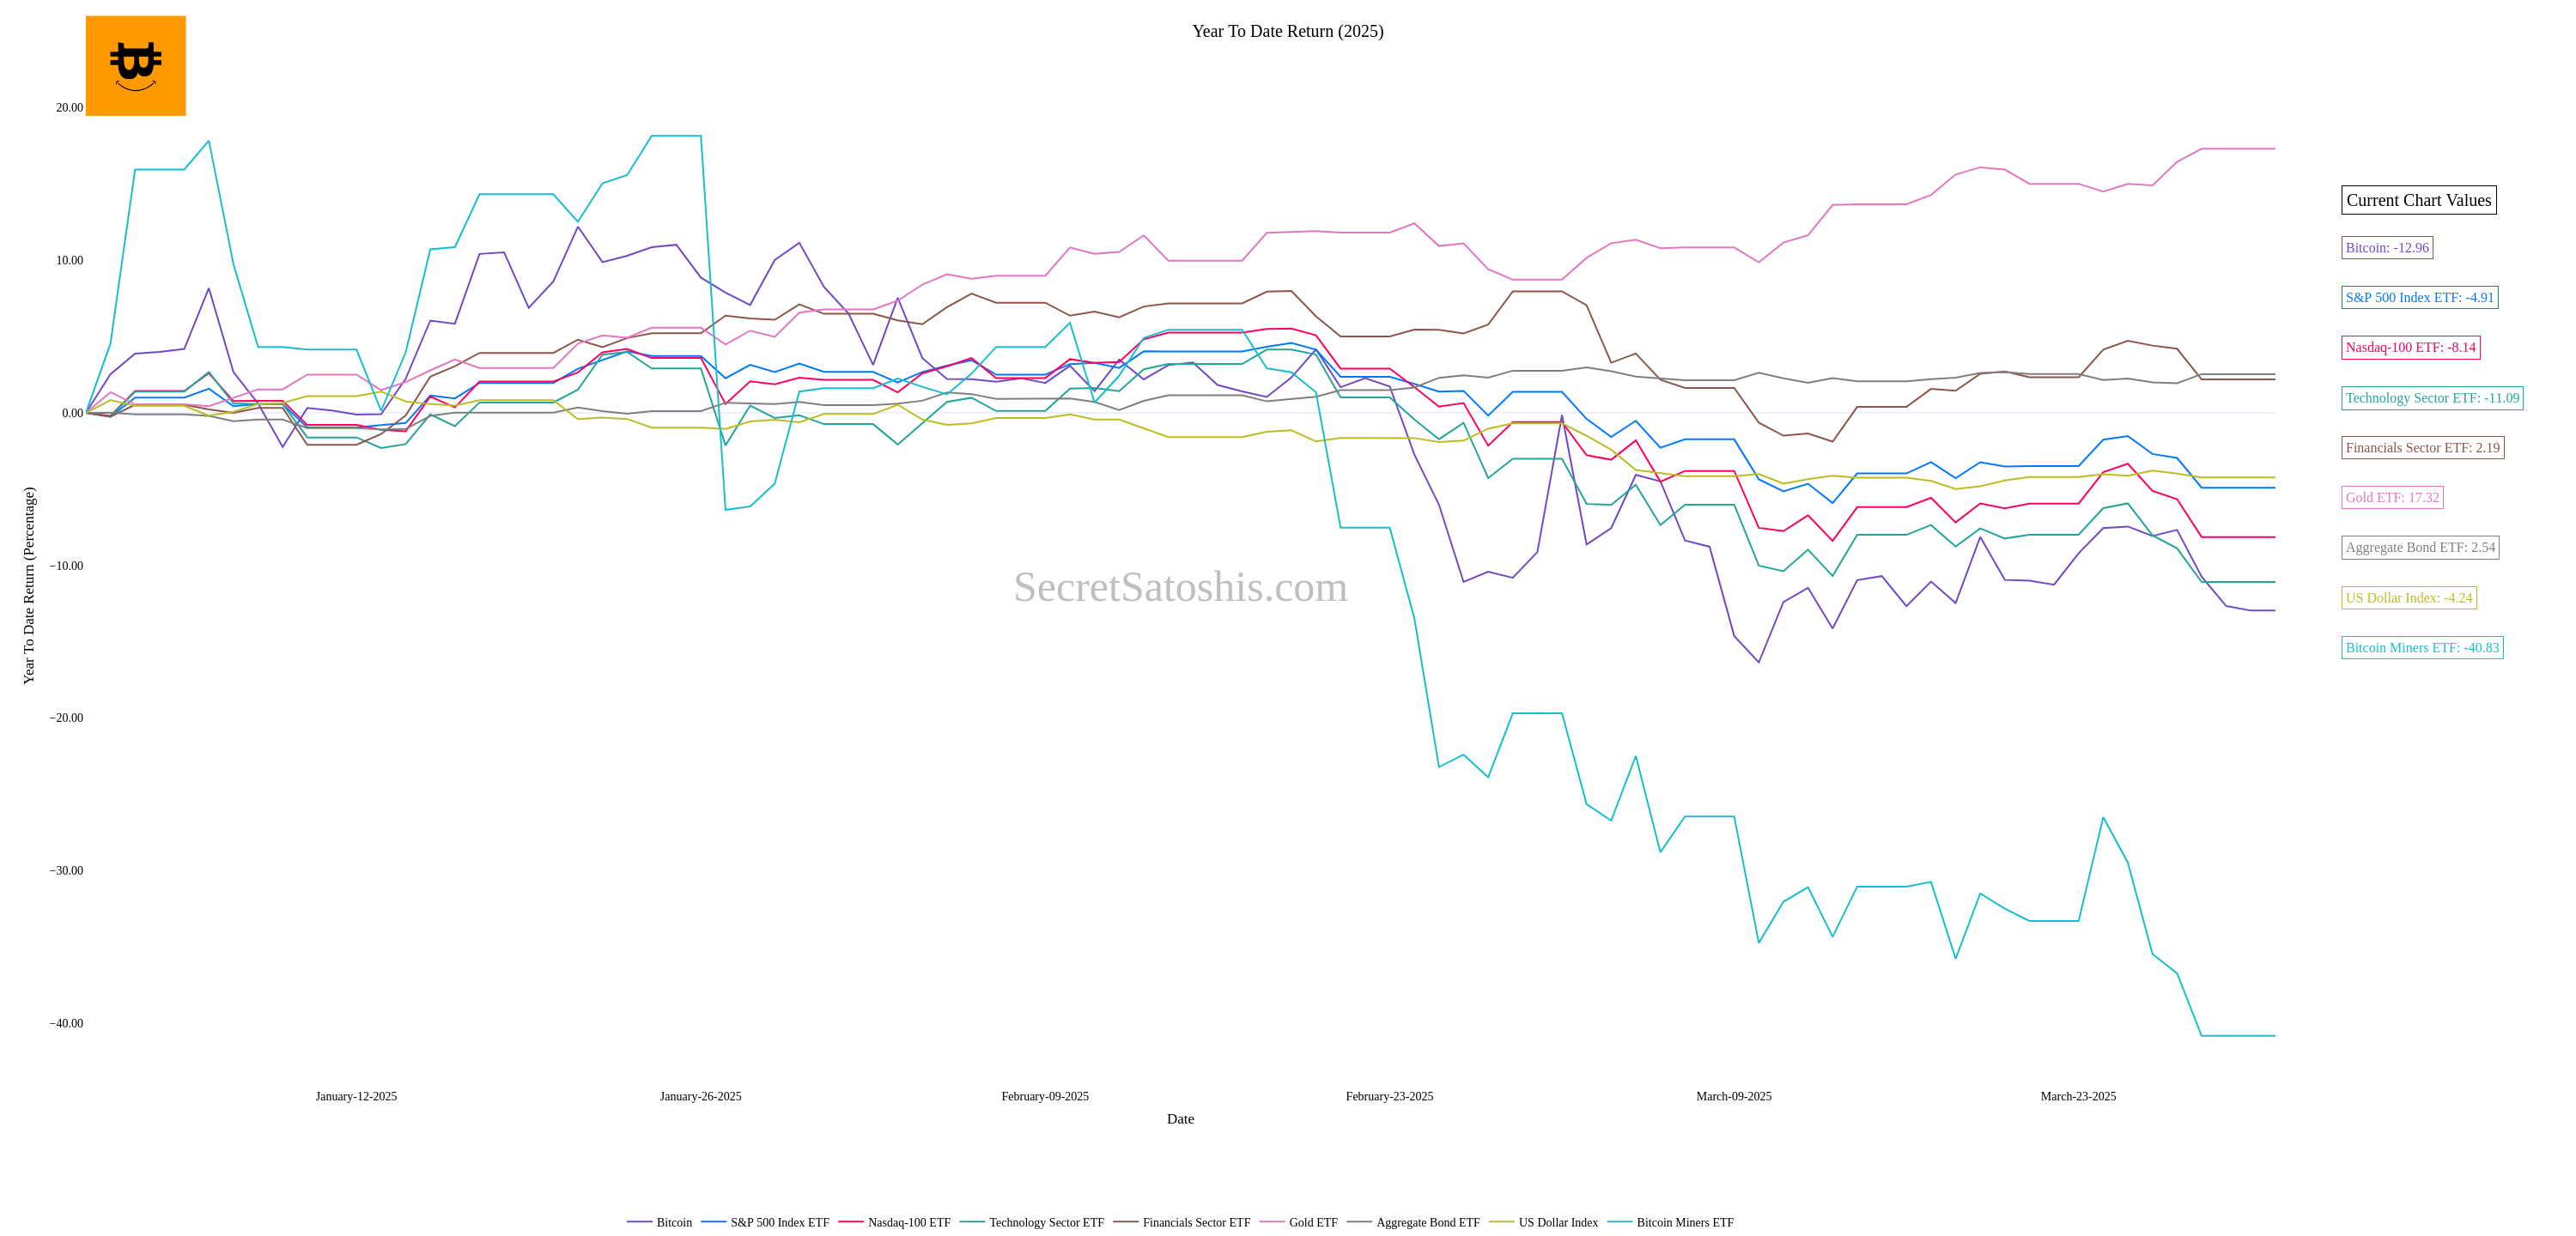 Year To Date Return (2025)
20.00
10.00
0.00
−10.00
−20.00
−30.00
−40.00
Year To Date Return (Percentage)
SecretSatoshis.com
Current Chart Values
Bitcoin: -12.96
S&P 500 Index ETF: -4.91
Nasdaq-100 ETF: -8.14
Technology Sector ETF: -11.09
Financials Sector ETF: 2.19
Gold ETF: 17.32
Aggregate Bond ETF: 2.54
US Dollar Index: -4.24
Bitcoin Miners ETF: -40.83
January-12-2025 January-26-2025 February-09-2025 February-23-2025 March-09-2025 March-23-2025
Date
Bitcoin S&P 500 Index ETF Nasdaq-100 ETF Technology Sector ETF Financials Sector ETF Gold ETF Aggregate Bond ETF US Dollar Index Bitcoin Miners ETF